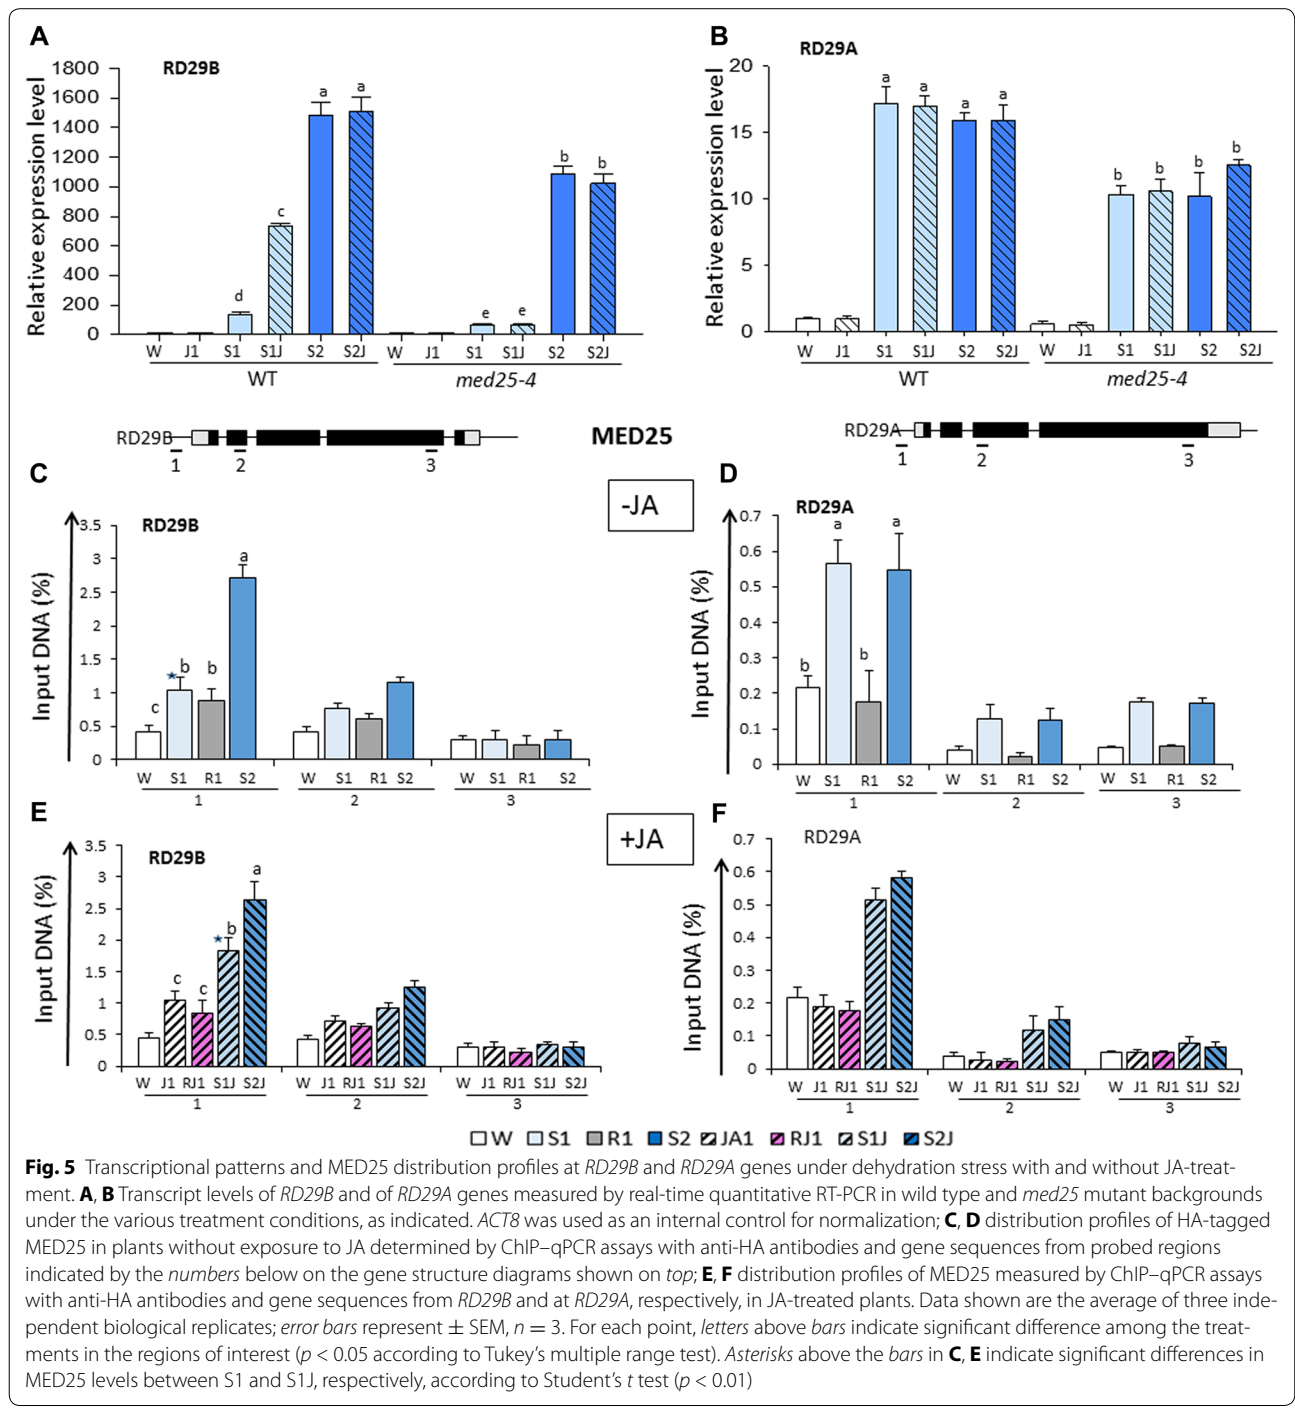 A
B
RD29B
RD29A
Relative expression level
1800
1600
1400
1200
1000
800
600
400
200
0
d
c
a
a
e
e
b
b
W J1 S1 S1J S2 S2J W J1 S1 S1J S2 S2J
WT med25-4
Relative expression level
20
15
10
5
0
a
a
a
a
b
b
b
b
W J1 S1 S1J S2 S2J W J1 S1 S1J S2 S2J
WT med25-4
RD29B
1 2 3
MED25
RD29A
1 2 3
C
-JA
D
RD29B
Input DNA (%)
3.5
3
2.5
2
1.5
1
0.5
0
c
★ b
b
a
W S1 R1 S2 W S1 R1 S2 W S1 R1 S2
1 2 3
RD29A
Input DNA (%)
0.7
0.6
0.5
0.4
0.3
0.2
0.1
0
b
a
b
a
W S1 R1 S2 W S1 R1 S2 W S1 R1 S2
1 2 3
E
+JA
F
RD29B
Input DNA (%)
3.5
3
2.5
2
1.5
1
0.5
0
c
c
★ b
a
W J1 RJ1 S1J S2J W J1 RJ1 S1J S2J W J1 RJ1 S1J S2J
1 2 3
RD29A
Input DNA (%)
0.7
0.6
0.5
0.4
0.3
0.2
0.1
0
W J1 RJ1 S1J S2J W J1 RJ1 S1J S2J W J1 RJ1 S1J S2J
1 2 3
W S1 R1 S2 JA1 RJ1 S1J S2J
Fig. 5 Transcriptional patterns and MED25 distribution profiles at RD29B and RD29A genes under dehydration stress with and without JA-treat-
ment. A, B Transcript levels of RD29B and of RD29A genes measured by real-time quantitative RT-PCR in wild type and med25 mutant backgrounds
under the various treatment conditions, as indicated. ACT8 was used as an internal control for normalization; C, D distribution profiles of HA-tagged
MED25 in plants without exposure to JA determined by ChIP–qPCR assays with anti-HA antibodies and gene sequences from probed regions
indicated by the numbers below on the gene structure diagrams shown on top; E, F distribution profiles of MED25 measured by ChIP–qPCR assays
with anti-HA antibodies and gene sequences from RD29B and at RD29A, respectively, in JA-treated plants. Data shown are the average of three inde-
pendent biological replicates; error bars represent ± SEM, n = 3. For each point, letters above bars indicate significant difference among the treat-
ments in the regions of interest (p < 0.05 according to Tukey's multiple range test). Asterisks above the bars in C, E indicate significant differences in
MED25 levels between S1 and S1J, respectively, according to Student's t test (p < 0.01)